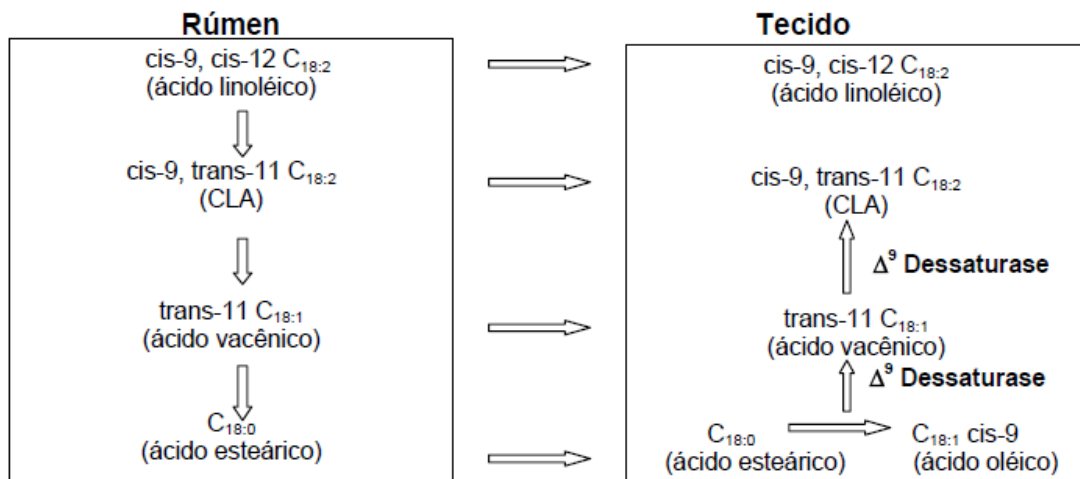 Rúmen
cis-9, cis-12 C18:2
(ácido linoléico)
cis-9, trans-11 C18:2
(CLA)
trans-11 C18:1
(ácido vacênico)
C18:0
(ácido esteárico)
Tecido
cis-9, cis-12 C18:2
(ácido linoléico)
cis-9, trans-11 C18:2
(CLA)
Δ9 Dessaturase
trans-11 C18:1
(ácido vacênico)
Δ9 Dessaturase
C18:0
(ácido esteárico)
C18:1 cis-9
(ácido oléico)